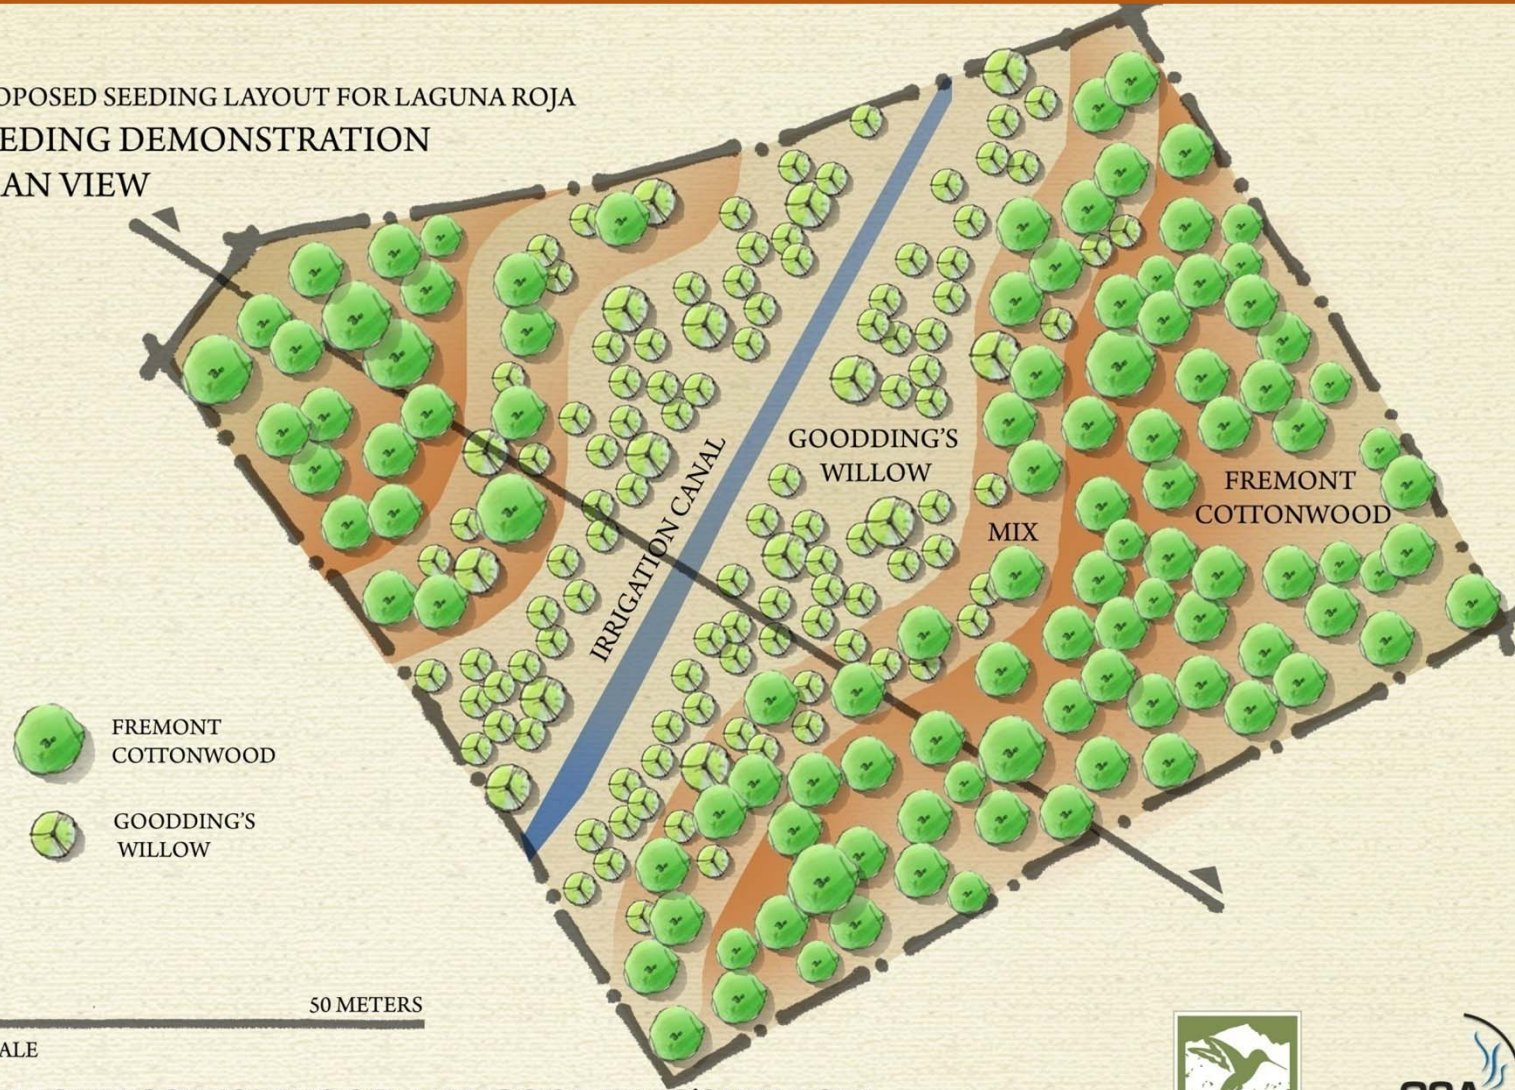 OPOSED SEEDING LAYOUT FOR LAGUNA ROJA
EEDING DEMONSTRATION
AN VIEW
IRRIGATION CANAL
GOODDING'S
WILLOW
MIX
FREMONT
COTTONWOOD
FREMONT
COTTONWOOD
GOODDING'S
WILLOW
50 METERS
ALE